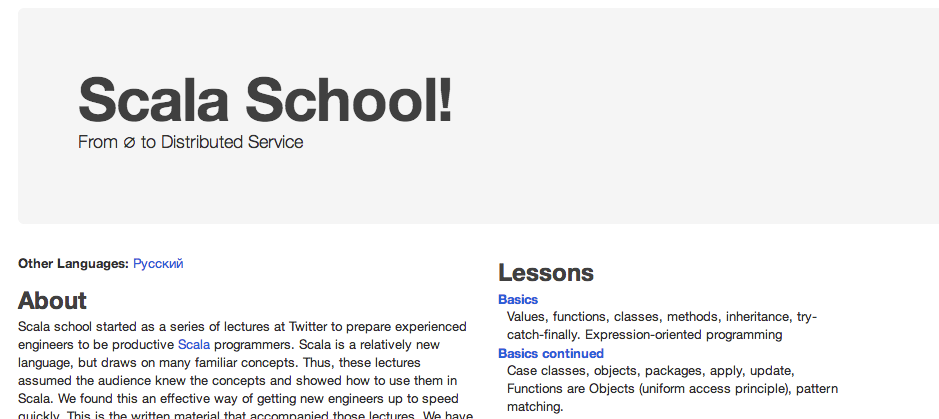 Scala School!
From ∅ to Distributed Service
Other Languages: Русский
About
Scala school started as a series of lectures at Twitter to prepare experienced
engineers to be productive Scala programmers. Scala is a relatively new
language, but draws on many familiar concepts. Thus, these lectures
assumed the audience knew the concepts and showed how to use them in
Scala. We found this an effective way of getting new engineers up to speed
quickly. This is the written material that accompanied those lectures. We have
Lessons
Basics
Values, functions, classes, methods, inheritance, try-
catch-finally. Expression-oriented programming
Basics continued
Case classes, objects, packages, apply, update,
Functions are Objects (uniform access principle), pattern
matching.